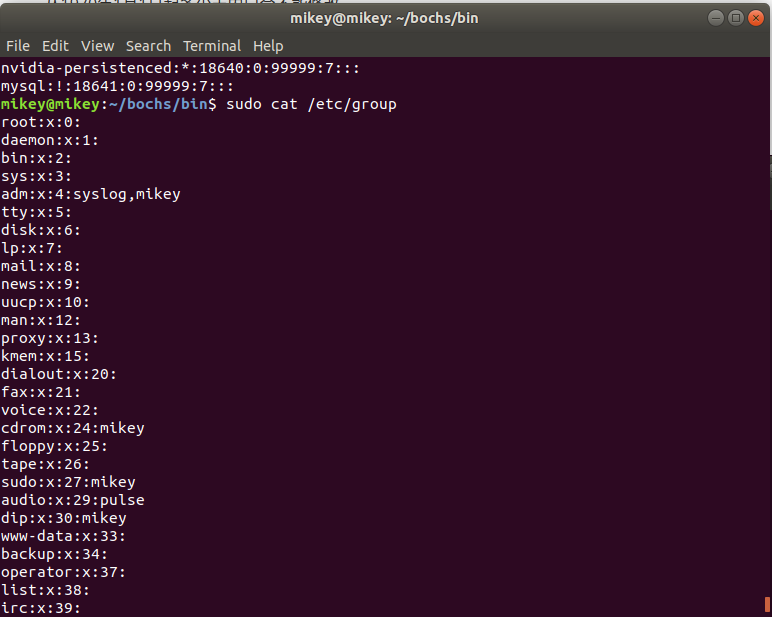 mikey@mikey: ~/bochs/bin
File Edit View Search Terminal Help
nvidia-persistenced:*:18640:0:99999:7:::
mysql:!:18641:0:99999:7:::
mikey@mikey:~/bochs/bin$ sudo cat /etc/group
root:x:0:
daemon:x:1:
bin:x:2:
sys:x:3:
adm:x:4:syslog,mikey
tty:x:5:
disk:x:6:
lp:x:7:
mail:x:8:
news:x:9:
uucp:x:10:
man:x:12:
proxy:x:13:
kmem:x:15:
dialout:x:20:
fax:x:21:
voice:x:22:
cdrom:x:24:mikey
floppy:x:25:
tape:x:26:
sudo:x:27:mikey
audio:x:29:pulse
dip:x:30:mikey
www-data:x:33:
backup:x:34:
operator:x:37:
list:x:38:
irc:x:39: